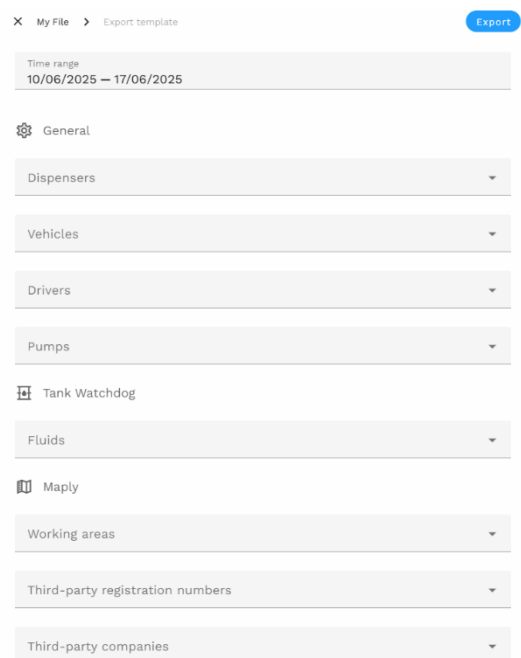 My File > Export template
Export
Time range
10/06/2025 — 17/06/2025
General
Dispensers
Vehicles
Drivers
Pumps
Tank Watchdog
Fluids
Maply
Working areas
Third-party registration numbers
Third-party companies